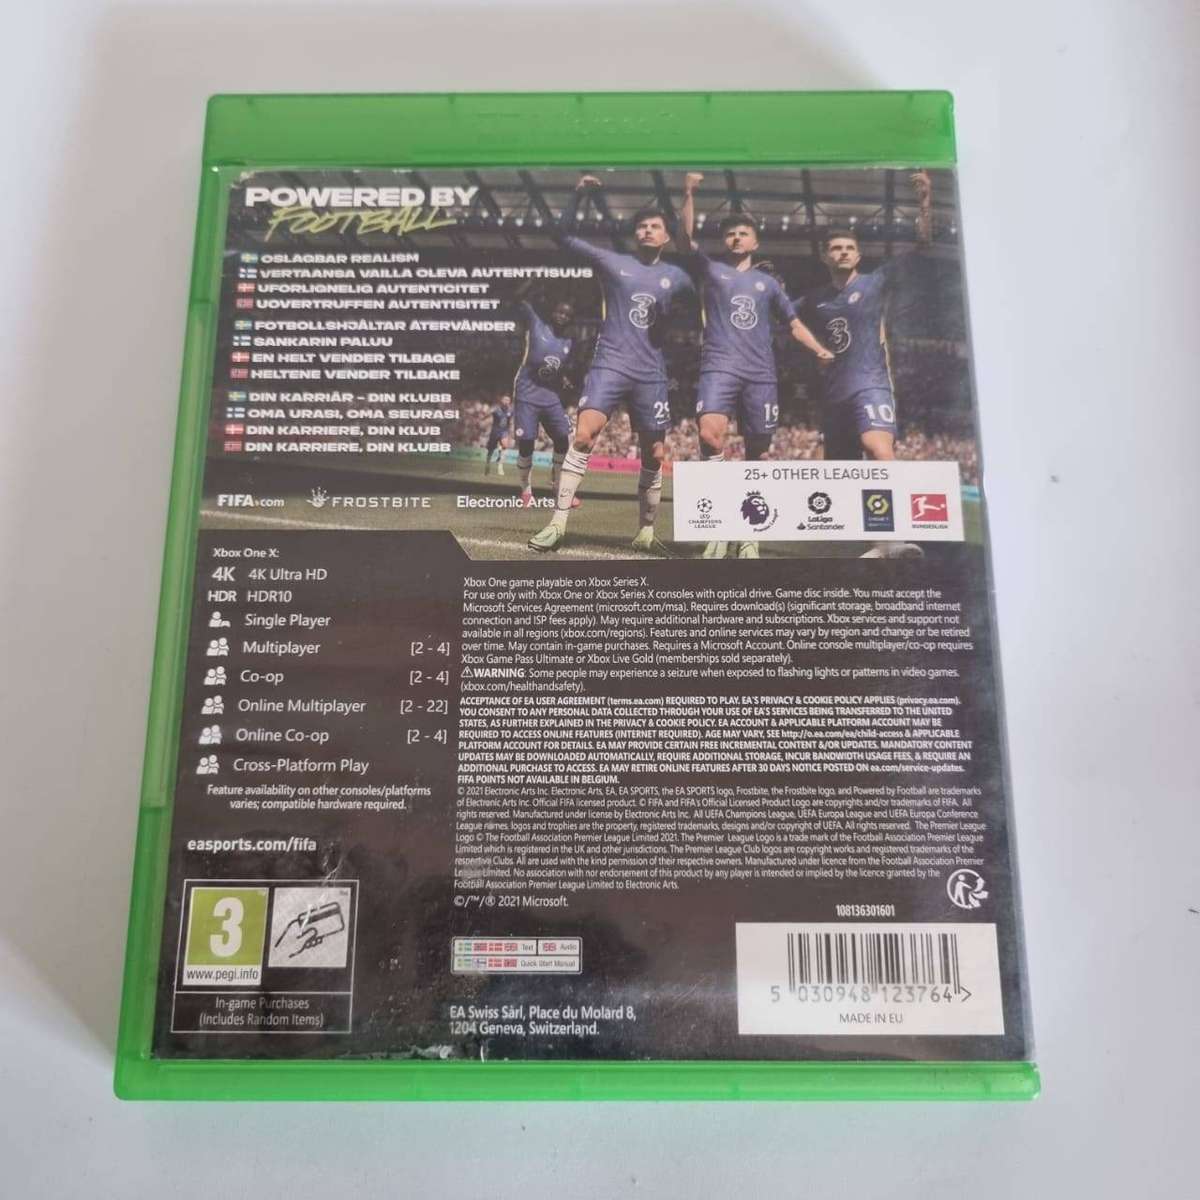 POWERED BY
FOOTBALL
OSLAGBAR REALISM
VERTAANSA VAILLA OLEVA AUTENTTISUUS
UFORLIGNELIG AUTENTICITET
UOVERTRUFFEN AUTENTISITET
FOTBOLLSHJÄLTAR ÅTERVÄNDER
SANKARIN PALUU
EN HELT VENDER TILBAGE
HELTENE VENDER TILBAKE
DIN KARRIÄR – DIN KLUBB
OMA URASI, OMA SEURASI
DIN KARRIERE, DIN KLUB
DIN KARRIERE, DIN KLUBB
3
3
3
29
19
10
25+ OTHER LEAGUES
UEFA CHAMPIONS LEAGUE
Premier League
LaLiga Santander
BUNDESLIGA
FIFA.com
FROSTBITE
Electronic Arts
Xbox One X:
4K 4K Ultra HD
HDR HDR10
Single Player
Multiplayer [2 - 4]
Co-op [2 - 4]
Online Multiplayer [2 - 22]
Online Co-op [2 - 4]
Cross-Platform Play
Feature availability on other consoles/platforms
varies; compatible hardware required.
easports.com/fifa
Xbox One game playable on Xbox Series X.
For use only with Xbox One or Xbox Series X consoles with optical drive. Game disc inside. You must accept the
Microsoft Services Agreement (microsoft.com/msa). Requires download(s) (significant storage, broadband internet
connection and ISP fees apply). May require additional hardware and subscriptions. Xbox services and support not
available in all regions (xbox.com/regions). Features and online services may vary by region and change or be retired
over time. May contain in-game purchases. Requires a Microsoft Account. Online console multiplayer/co-op requires
Xbox Game Pass Ultimate or Xbox Live Gold (memberships sold separately).
WARNING: Some people may experience a seizure when exposed to flashing lights or patterns in video games.
(xbox.com/healthandsafety).
ACCEPTANCE OF EA USER AGREEMENT (terms.ea.com) REQUIRED TO PLAY. EA'S PRIVACY & COOKIE POLICY APPLIES (privacy.ea.com).
YOU CONSENT TO ANY PERSONAL DATA COLLECTED THROUGH YOUR USE OF EA'S SERVICES BEING TRANSFERRED TO THE UNITED
STATES, AS FURTHER EXPLAINED IN THE PRIVACY & COOKIE POLICY. EA ACCOUNT & APPLICABLE PLATFORM ACCOUNT MAY BE
REQUIRED TO ACCESS ONLINE FEATURES (INTERNET REQUIRED). AGE MAY VARY, SEE http://o.ea.com/ea/child-access & APPLICABLE
PLATFORM ACCOUNT FOR DETAILS. EA MAY PROVIDE CERTAIN FREE INCREMENTAL CONTENT &/OR UPDATES. MANDATORY CONTENT
UPDATES MAY BE DOWNLOADED AUTOMATICALLY, REQUIRE ADDITIONAL STORAGE, INCUR BANDWIDTH USAGE FEES, & REQUIRE AN
ADDITIONAL PURCHASE TO ACCESS. EA MAY RETIRE ONLINE FEATURES AFTER 30 DAYS NOTICE POSTED ON ea.com/service-updates.
FIFA POINTS NOT AVAILABLE IN BELGIUM.
© 2021 Electronic Arts Inc. Electronic Arts, EA, EA SPORTS, the EA SPORTS logo, Frostbite, the Frostbite logo, and Powered by Football are trademarks
of Electronic Arts Inc. Official FIFA licensed product. © FIFA and FIFA's Official Licensed Product Logo are copyrights and/or trademarks of FIFA. All
rights reserved. Manufactured under license by Electronic Arts Inc. All UEFA Champions League, UEFA Europa League and UEFA Europa Conference
League names, logos and trophies are the property, registered trademarks, designs and/or copyright of UEFA. All rights reserved. The Premier League
Logo © The Football Association Premier League Limited 2021. The Premier League Logo is a trade mark of the Football Association Premier League
Limited which is registered in the UK and other jurisdictions. The Premier League Club logos are copyright works and registered trademarks of the
respective Clubs. All are used with the kind permission of their respective owners. Manufactured under licence from the Football Association Premier
League Limited. No association with nor endorsement of this product by any player is intended or implied by the licence granted by the
Football Association Premier League Limited to Electronic Arts.
©/™/® 2021 Microsoft.
108136301601
3
www.pegi.info
In-game Purchases
(Includes Random Items)
Text Audio
Quick Start Manual
EA Swiss Sàrl, Place du Molard 8,
1204 Geneva, Switzerland.
5 030948 123764 >
MADE IN EU